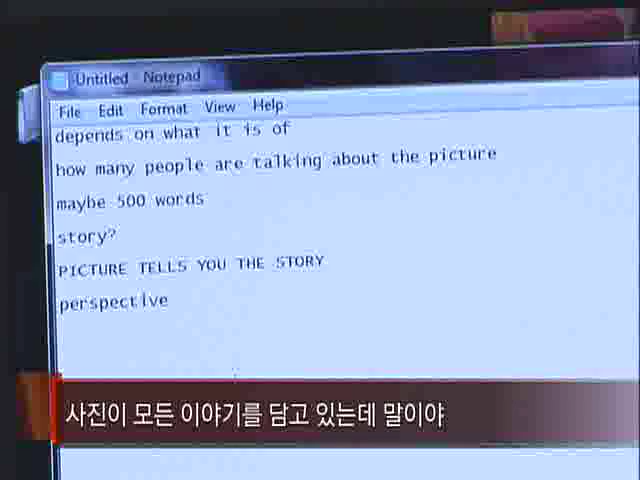 Untitled - Notepad
File Edit Format View Help
depends on what it is of
how many people are talking about the picture
maybe 500 words
story?
PICTURE TELLS YOU THE STORY
perspective
사진이 모든 이야기를 담고 있는데 말이야